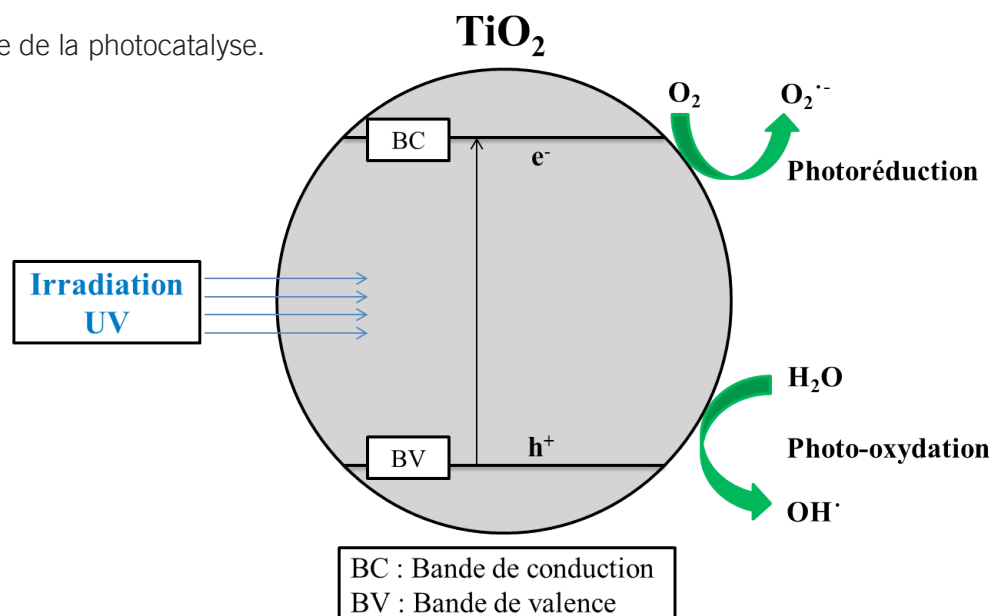 e de la photocatalyse.
TiO₂
O₂
O₂˙⁻
BC
e⁻
Photoréduction
Irradiation
UV
H₂O
BV
h⁺
Photo-oxydation
OH˙
BC : Bande de conduction
BV : Bande de valence